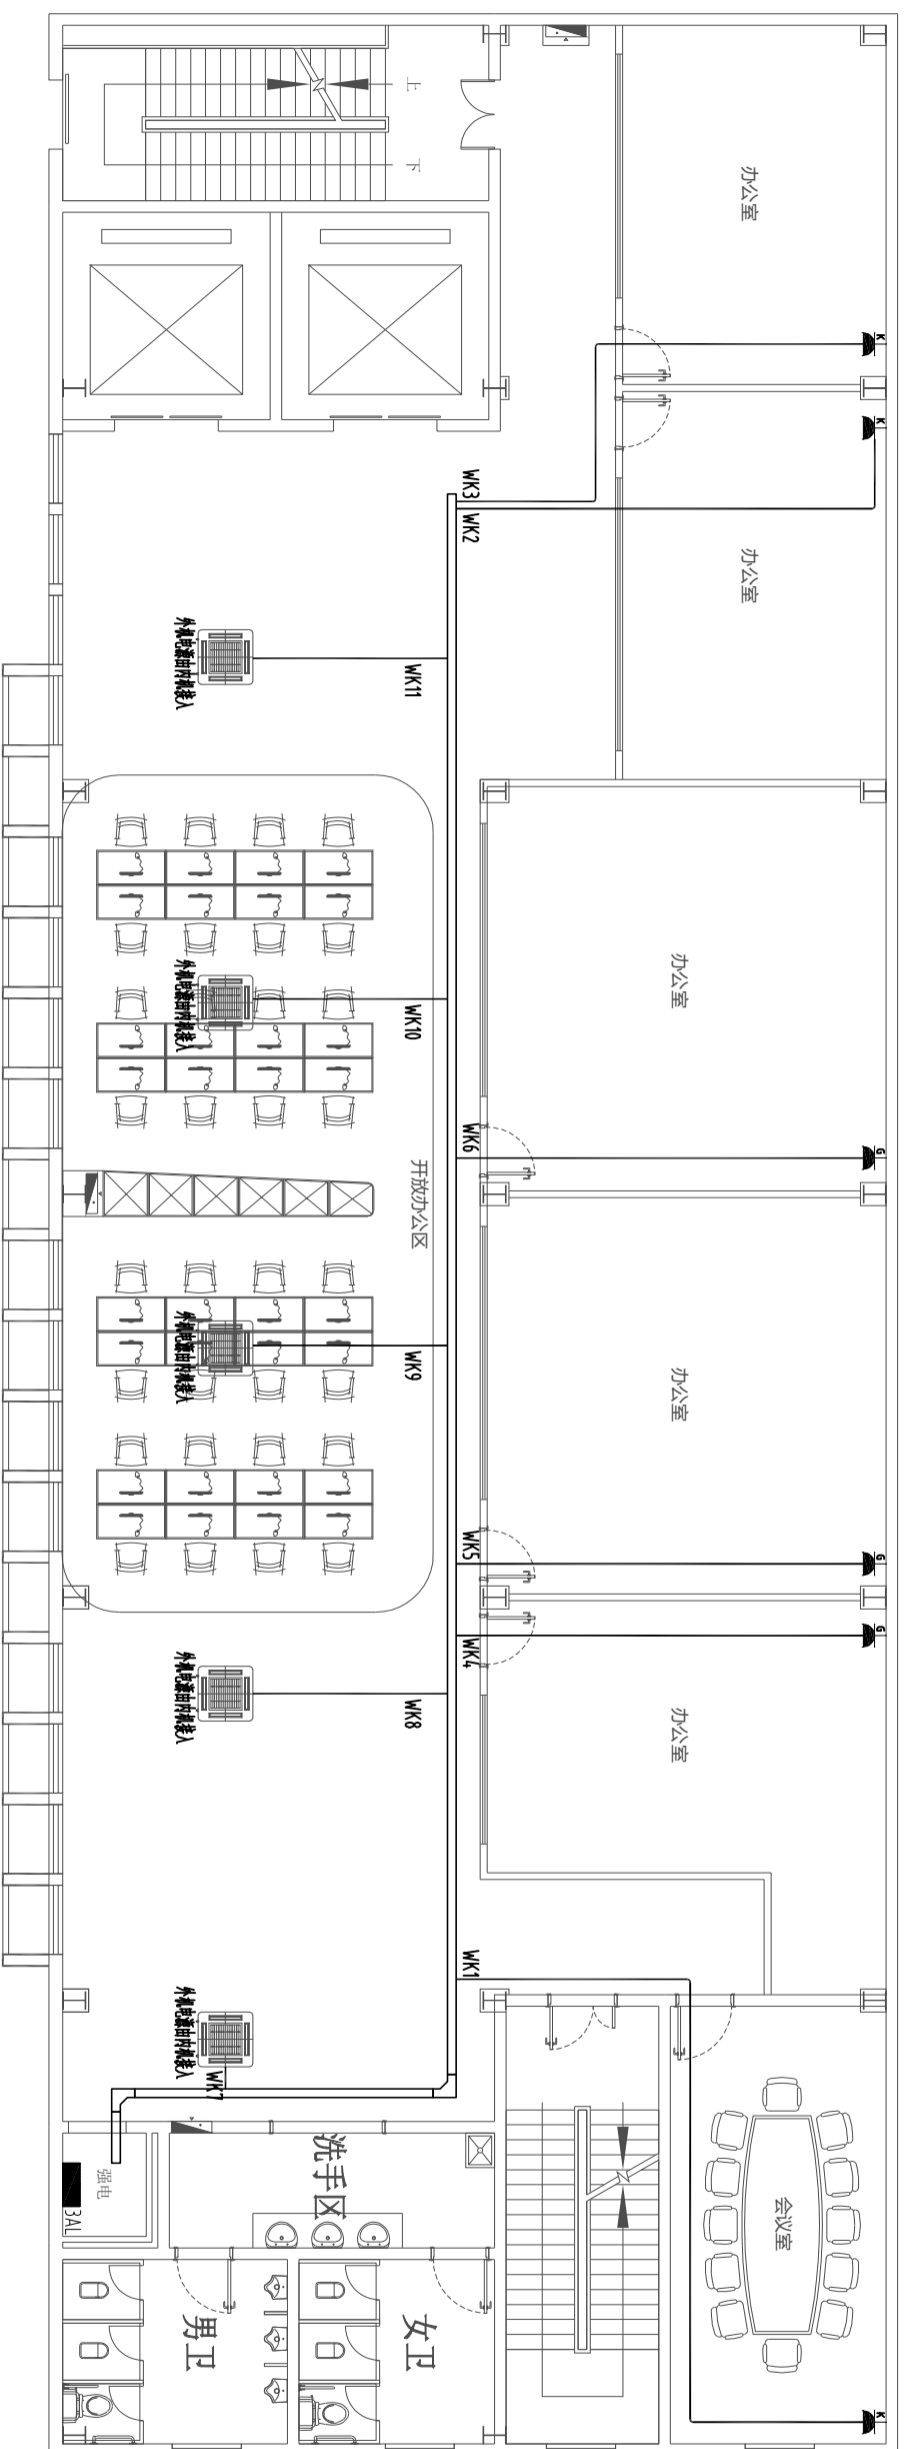 上
下
办公室
K
K
WK3
WK2
办公室
外机电源由内机接入
WK11
办公室
外机电源由内机接入
WK10
WK6
G
开放办公区
外机电源由内机接入
WK9
办公室
WK5
G
WK4
G
外机电源由内机接入
WK8
办公室
WK1
外机电源由内机接入
WK7
强电
3AL
洗手区
会议室
男卫
女卫
K